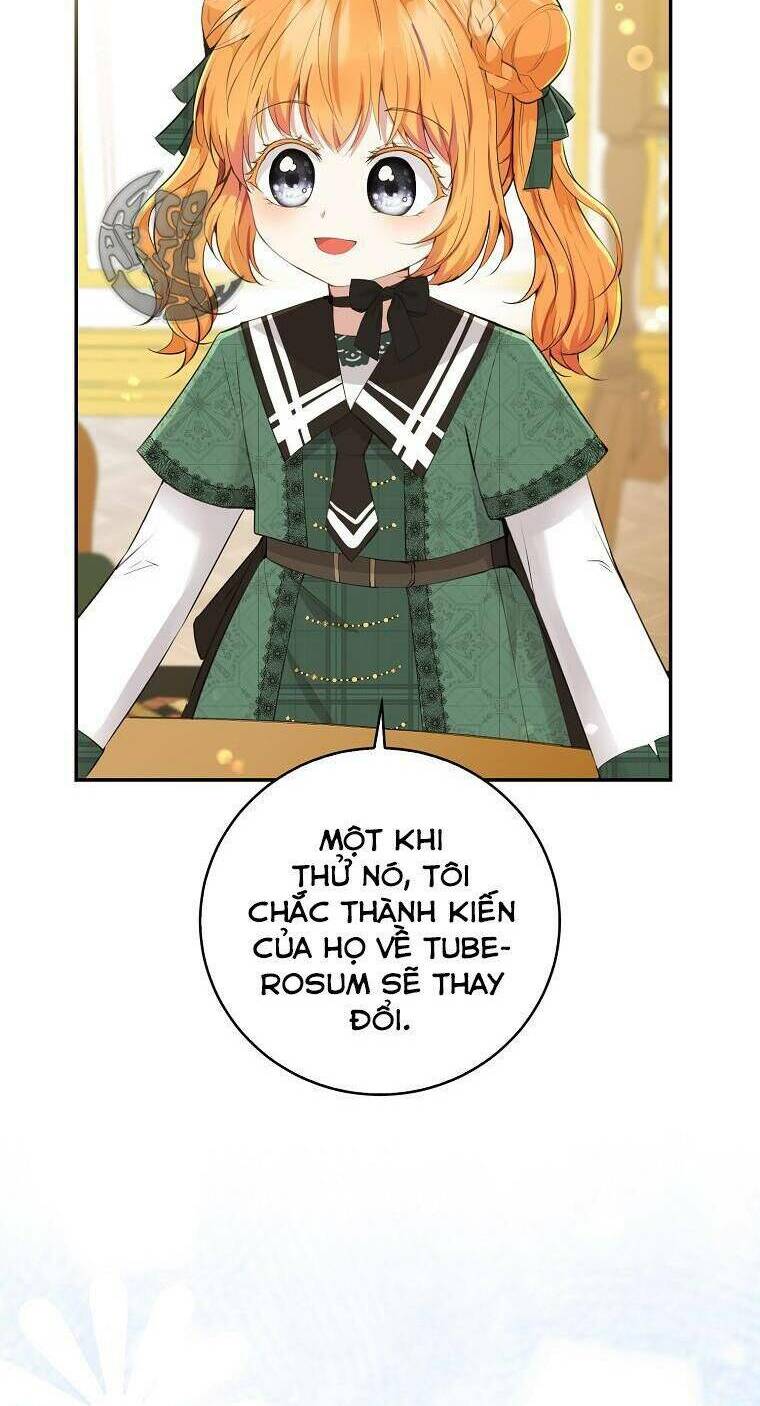 MỘT KHI
THỬ NÓ, TÔI
CHẮC THÀNH KIẾN
CỦA HỌ VỀ TUBE-
ROSUM SẼ THAY
ĐỔI.